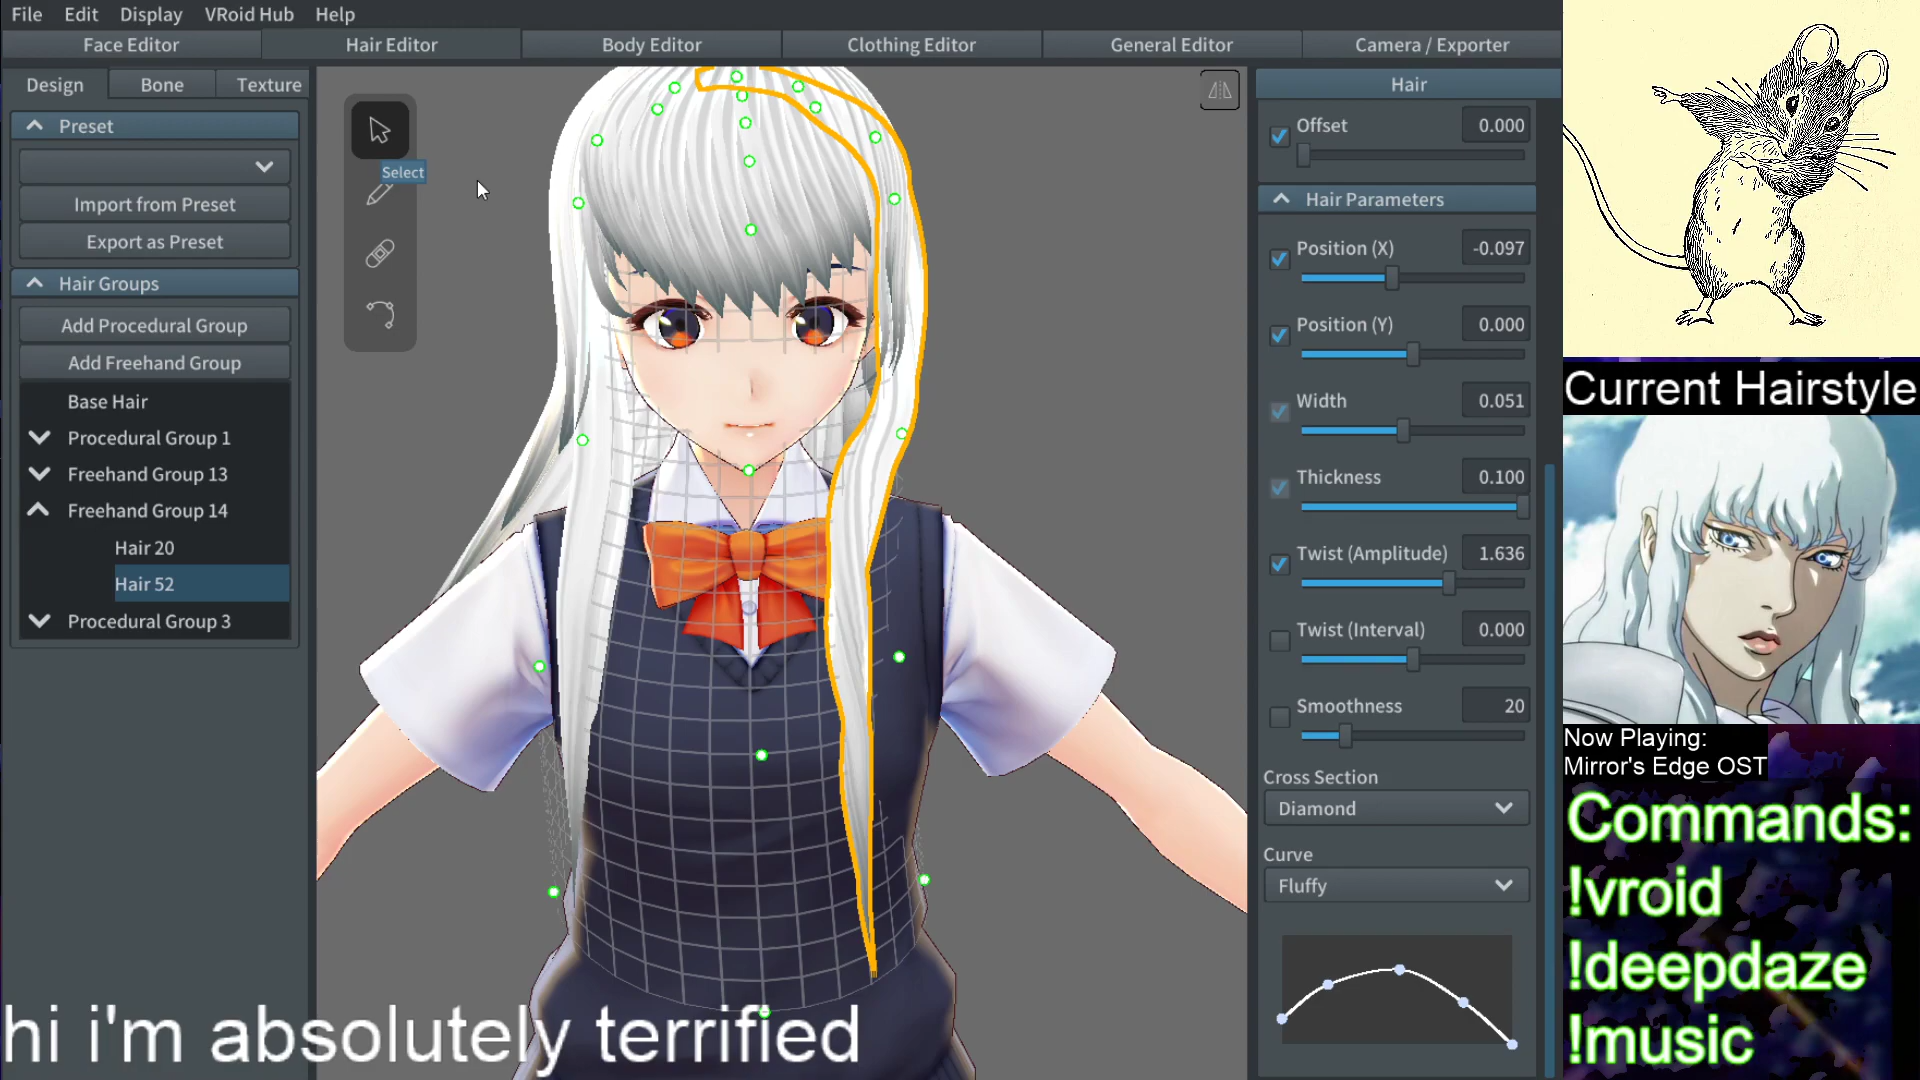 File Edit Display VRoid Hub Help
Face Editor Hair Editor Body Editor Clothing Editor General Editor Camera / Exporter
Design Bone Texture
Preset
Import from Preset
Export as Preset
Hair Groups
Add Procedural Group
Add Freehand Group
Base Hair
Procedural Group 1
Freehand Group 13
Freehand Group 14
Hair 20
Hair 52
Procedural Group 3
Select
Hair
Offset 0.000
Hair Parameters
Position (X) -0.097
Position (Y) 0.000
Width 0.051
Thickness 0.100
Twist (Amplitude) 1.636
Twist (Interval) 0.000
Smoothness 20
Cross Section
Diamond
Curve
Fluffy
Current Hairstyle
Now Playing:
Mirror's Edge OST
Commands:
!vroid
!deepdaze
!music
hi i'm absolutely terrified